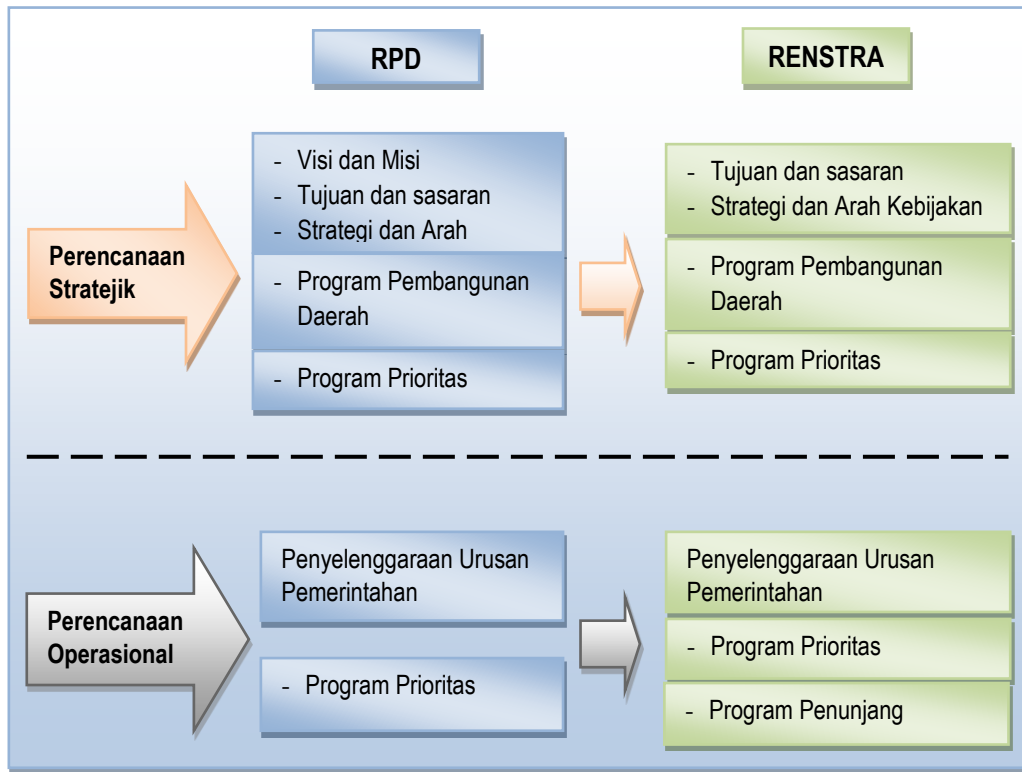 RPD
RENSTRA
Perencanaan
Stratejik
- Visi dan Misi
- Tujuan dan sasaran
- Strategi dan Arah
- Program Pembangunan
Daerah
- Program Prioritas
- Tujuan dan sasaran
- Strategi dan Arah Kebijakan
- Program Pembangunan
Daerah
- Program Prioritas
Perencanaan
Operasional
Penyelenggaraan Urusan
Pemerintahan
- Program Prioritas
Penyelenggaraan Urusan
Pemerintahan
- Program Prioritas
- Program Penunjang